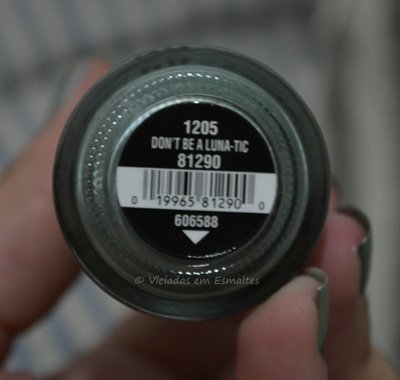 1205
DON'T BE A LUNA-TIC
81290
0 19965 81290 0
606588
© Viciadas em Esmaltes